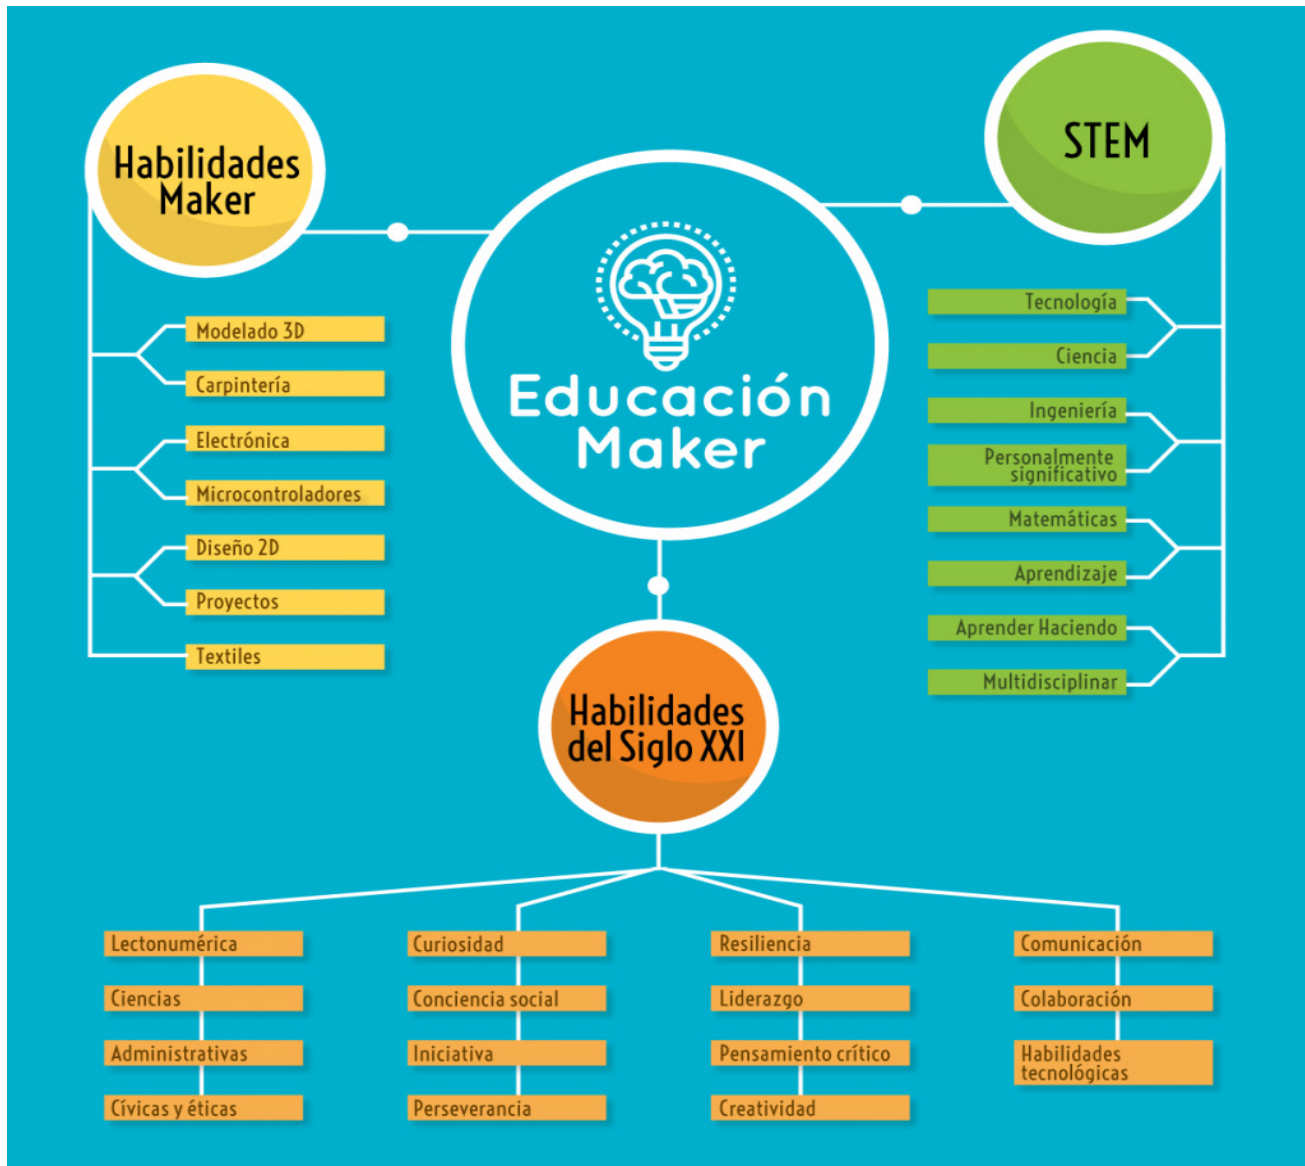 Habilidades
Maker
STEM
Educación
Maker
Modelado 3D
Carpintería
Electrónica
Microcontroladores
Diseño 2D
Proyectos
Textiles
Tecnología
Ciencia
Ingeniería
Personalmente
significativo
Matemáticas
Aprendizaje
Aprender Haciendo
Multidisciplinar
Habilidades
del Siglo XXI
Lectonumérica
Ciencias
Administrativas
Cívicas y éticas
Curiosidad
Conciencia social
Iniciativa
Perseverancia
Resiliencia
Liderazgo
Pensamiento crítico
Creatividad
Comunicación
Colaboración
Habilidades
tecnológicas